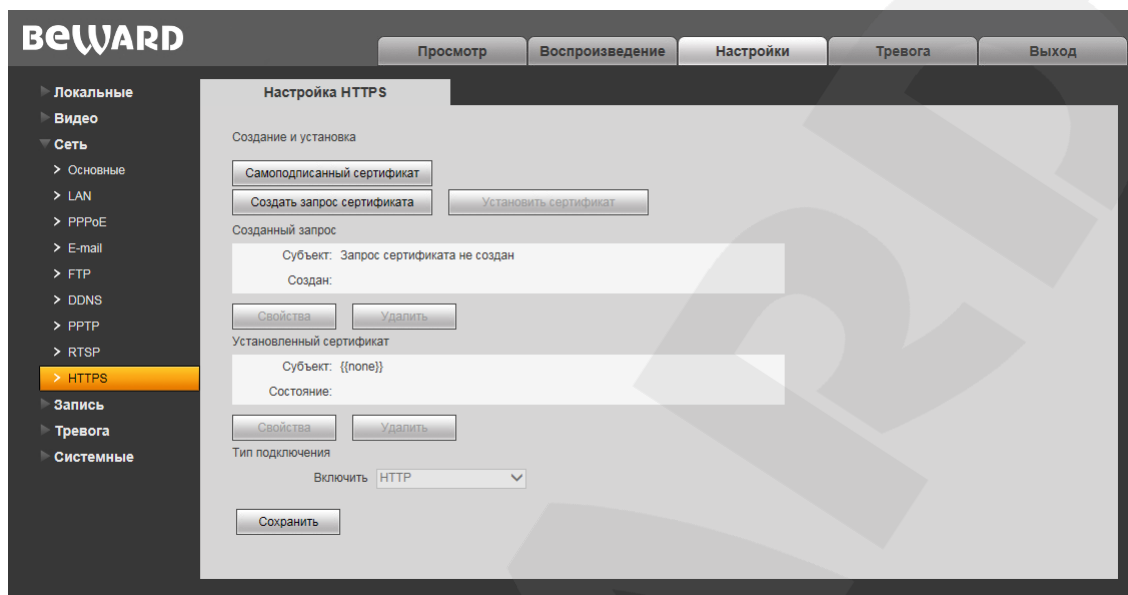 BEWARD
Просмотр Воспроизведение Настройки Тревога Выход
Локальные
Видео
Сеть
> Основные
> LAN
> PPPoE
> E-mail
> FTP
> DDNS
> PPTP
> RTSP
> HTTPS
Запись
Тревога
Системные
Настройка HTTPS
Создание и установка
Самоподписанный сертификат
Создать запрос сертификата Установить сертификат
Созданный запрос
Субъект: Запрос сертификата не создан
Создан:
Свойства Удалить
Установленный сертификат
Субъект: {{none}}
Состояние:
Свойства Удалить
Тип подключения
Включить HTTP
Сохранить